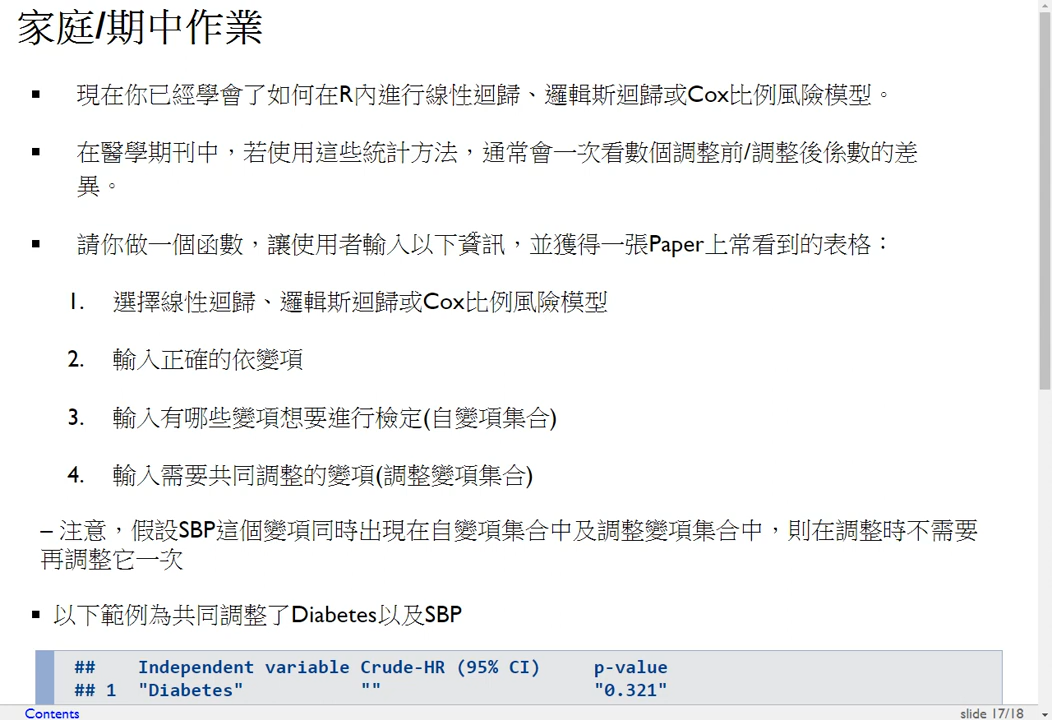 家庭/期中作業
▪ 現在你已經學會了如何在R內進行線性迴歸、邏輯斯迴歸或Cox比例風險模型。
▪ 在醫學期刊中，若使用這些統計方法，通常會一次看數個調整前/調整後係數的差
異。
▪ 請你做一個函數，讓使用者輸入以下資訊，並獲得一張Paper上常看到的表格：
1. 選擇線性迴歸、邏輯斯迴歸或Cox比例風險模型
2. 輸入正確的依變項
3. 輸入有哪些變項想要進行檢定(自變項集合)
4. 輸入需要共同調整的變項(調整變項集合)
– 注意，假設SBP這個變項同時出現在自變項集合中及調整變項集合中，則在調整時不需要
再調整它一次
▪ 以下範例為共同調整了Diabetes以及SBP
## Independent variable Crude-HR (95% CI) p-value
## 1 "Diabetes" "" "0.321"
Contents slide 17/18